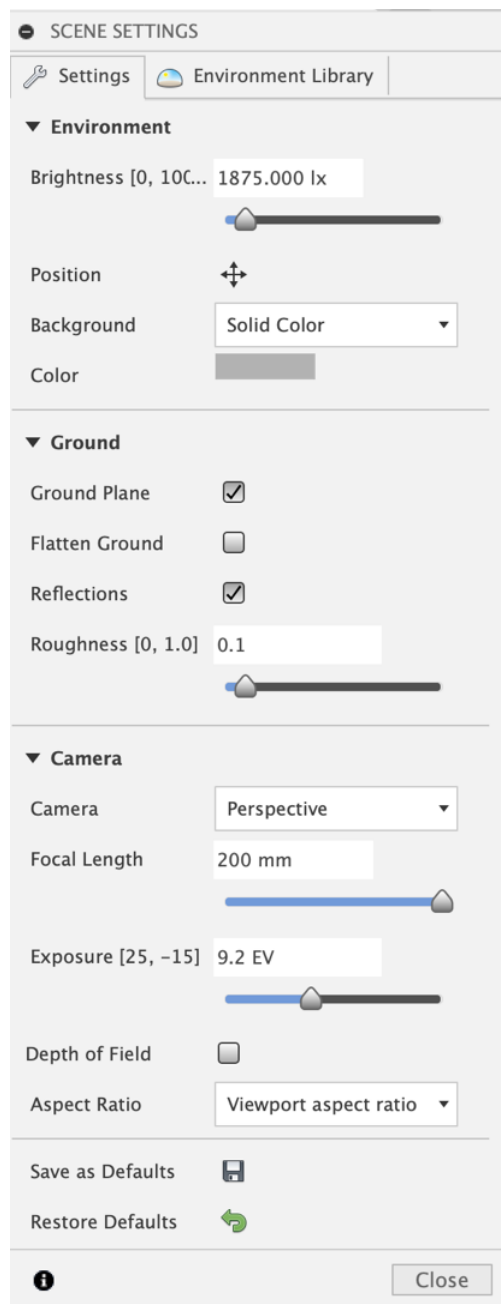 SCENE SETTINGS
Settings Environment Library
Environment
Brightness [0, 100... 1875.000 lx
Position
Background Solid Color
Color
Ground
Ground Plane
Flatten Ground
Reflections
Roughness [0, 1.0] 0.1
Camera
Camera Perspective
Focal Length 200 mm
Exposure [25, -15] 9.2 EV
Depth of Field
Aspect Ratio Viewport aspect ratio
Save as Defaults
Restore Defaults
Close